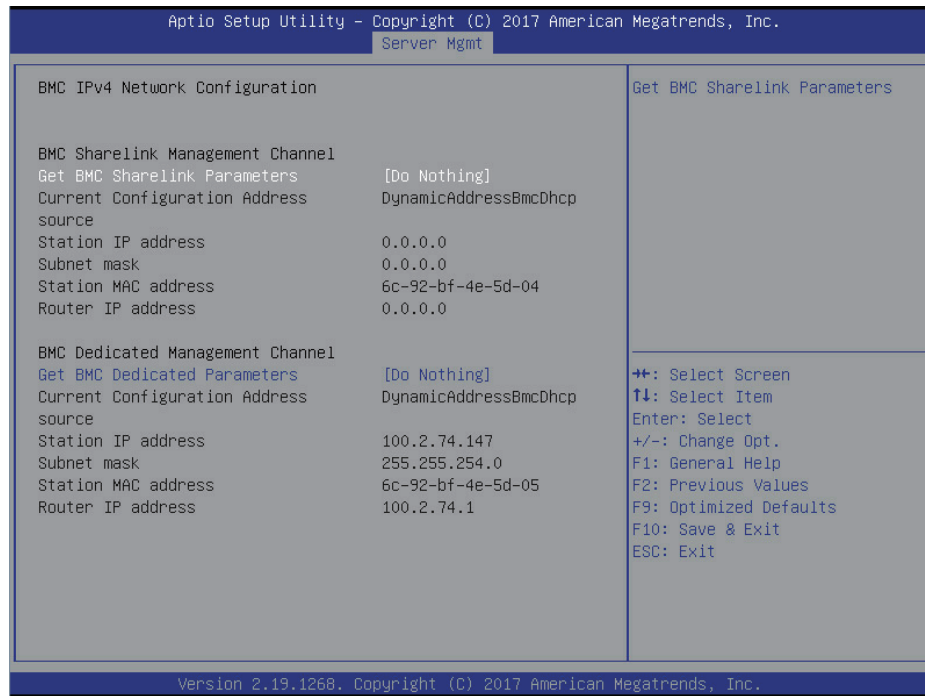 Aptio Setup Utility – Copyright (C) 2017 American Megatrends, Inc.
Server Mgmt
BMC IPv4 Network Configuration
BMC Sharelink Management Channel
Get BMC Sharelink Parameters [Do Nothing]
Current Configuration Address DynamicAddressBmcDhcp
source
Station IP address 0.0.0.0
Subnet mask 0.0.0.0
Station MAC address 6c-92-bf-4e-5d-04
Router IP address 0.0.0.0
BMC Dedicated Management Channel
Get BMC Dedicated Parameters [Do Nothing]
Current Configuration Address DynamicAddressBmcDhcp
source
Station IP address 100.2.74.147
Subnet mask 255.255.254.0
Station MAC address 6c-92-bf-4e-5d-05
Router IP address 100.2.74.1
Get BMC Sharelink Parameters
→←: Select Screen
↑↓: Select Item
Enter: Select
+/-: Change Opt.
F1: General Help
F2: Previous Values
F9: Optimized Defaults
F10: Save & Exit
ESC: Exit
Version 2.19.1268. Copyright (C) 2017 American Megatrends, Inc.